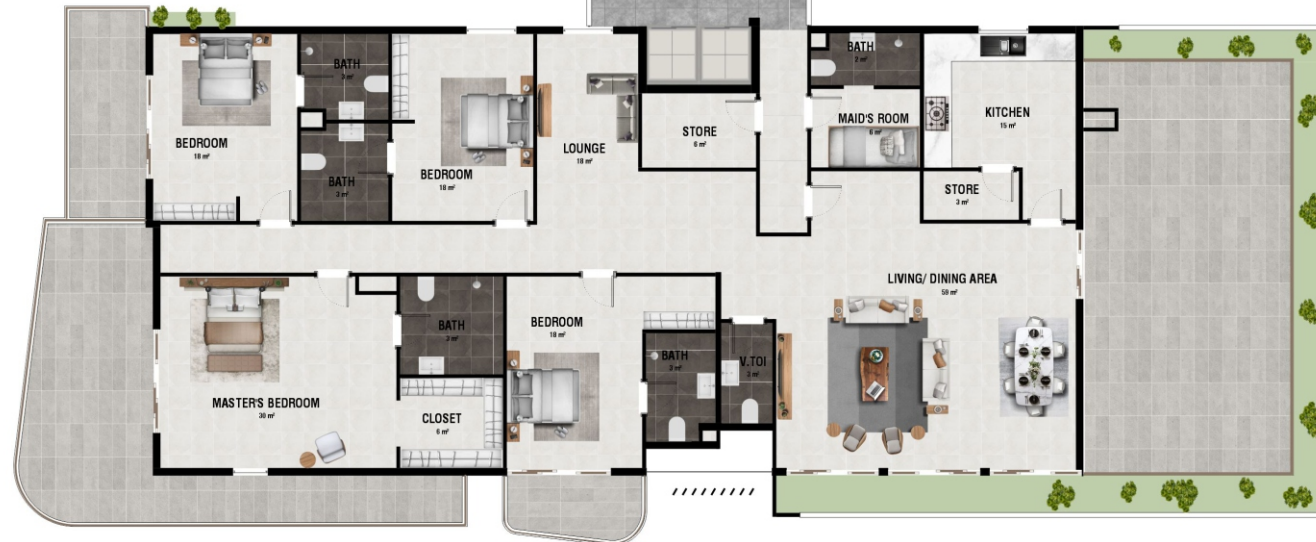 BATH
3 m²
BATH
2 m²
BEDROOM
18 m²
LOUNGE
18 m²
STORE
6 m²
MAID'S ROOM
6 m²
KITCHEN
15 m²
BATH
3 m²
BEDROOM
18 m²
STORE
3 m²
LIVING/ DINING AREA
59 m²
BATH
3 m²
BEDROOM
18 m²
BATH
3 m²
V.TOI
3 m²
MASTER'S BEDROOM
30 m²
CLOSET
6 m²